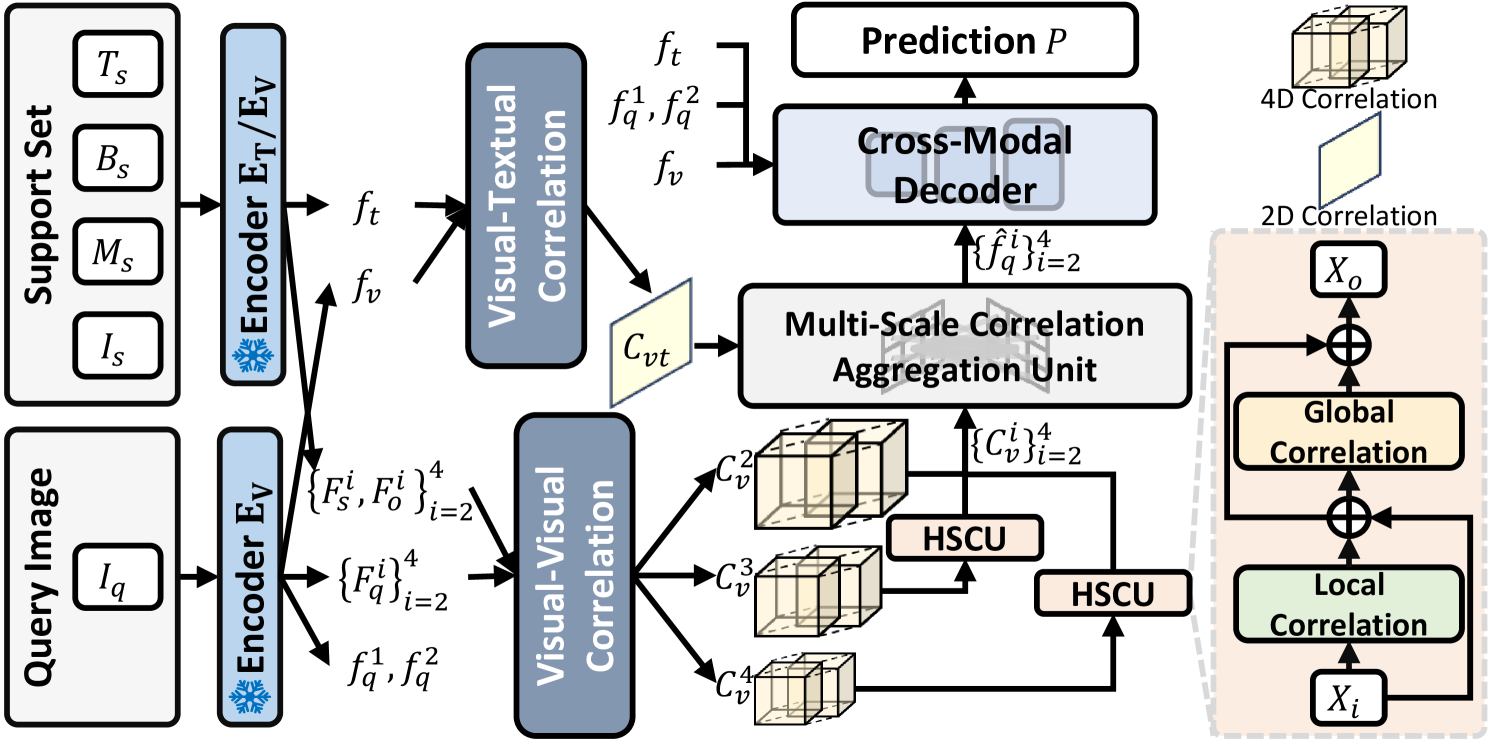 Support Set
T_s
B_s
M_s
I_s
Encoder E_T/E_V
f_t
f_v
Visual-Textual
Correlation
C_{vt}
Query Image
I_q
Encoder E_V
{F_s^i, F_o^i}_{i=2}^4
{F_q^i}_{i=2}^4
f_q^1, f_q^2
Visual-Visual
Correlation
C_v^2
C_v^3
C_v^4
HSCU
HSCU
{C_v^i}_{i=2}^4
Multi-Scale Correlation
Aggregation Unit
{f̂_q^i}_{i=2}^4
f_t
f_q^1, f_q^2
f_v
Cross-Modal
Decoder
Prediction P
4D Correlation
2D Correlation
X_o
Global
Correlation
Local
Correlation
X_i